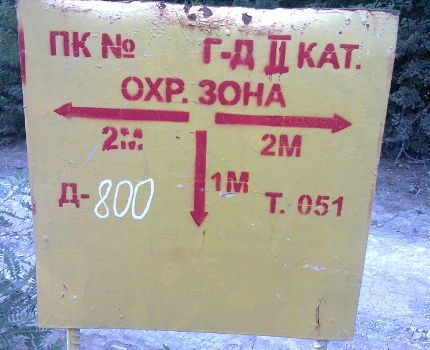 ПК № Г-Д II КАТ.
ОХР. ЗОНА
2М 2М
Д-800 1М Т. 051